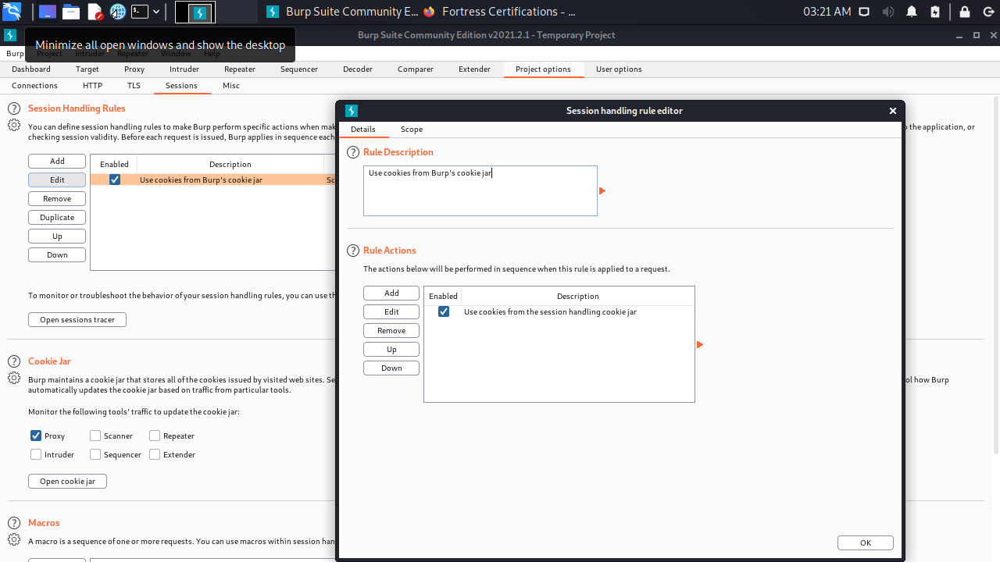 Burp Suite Community E...
Fortress Certifications - ...
03:21 AM
Burp Suite Community Edition v2021.2.1 - Temporary Project
Minimize all open windows and show the desktop
Burp Project Intruder Repeater Window Help
Dashboard Target Proxy Intruder Repeater Sequencer Decoder Comparer Extender Project options User options
Connections HTTP TLS Sessions Misc
Session Handling Rules
You can define session handling rules to make Burp perform specific actions when mak
the application, or
checking session validity. Before each request is issued, Burp applies in sequence each
Add
Edit
Remove
Duplicate
Up
Down
Enabled Description
Use cookies from Burp's cookie jar Sc
To monitor or troubleshoot the behavior of your session handling rules, you can use th
Open sessions tracer
Cookie Jar
Burp maintains a cookie jar that stores all of the cookies issued by visited web sites. Se
ol how Burp
automatically updates the cookie jar based on traffic from particular tools.
Monitor the following tools' traffic to update the cookie jar:
Proxy Scanner Repeater
Intruder Sequencer Extender
Open cookie jar
Macros
A macro is a sequence of one or more requests. You can use macros within session han
Session handling rule editor
Details Scope
Rule Description
Use cookies from Burp's cookie jar
Rule Actions
The actions below will be performed in sequence when this rule is applied to a request.
Add
Edit
Remove
Up
Down
Enabled Description
Use cookies from the session handling cookie jar
OK